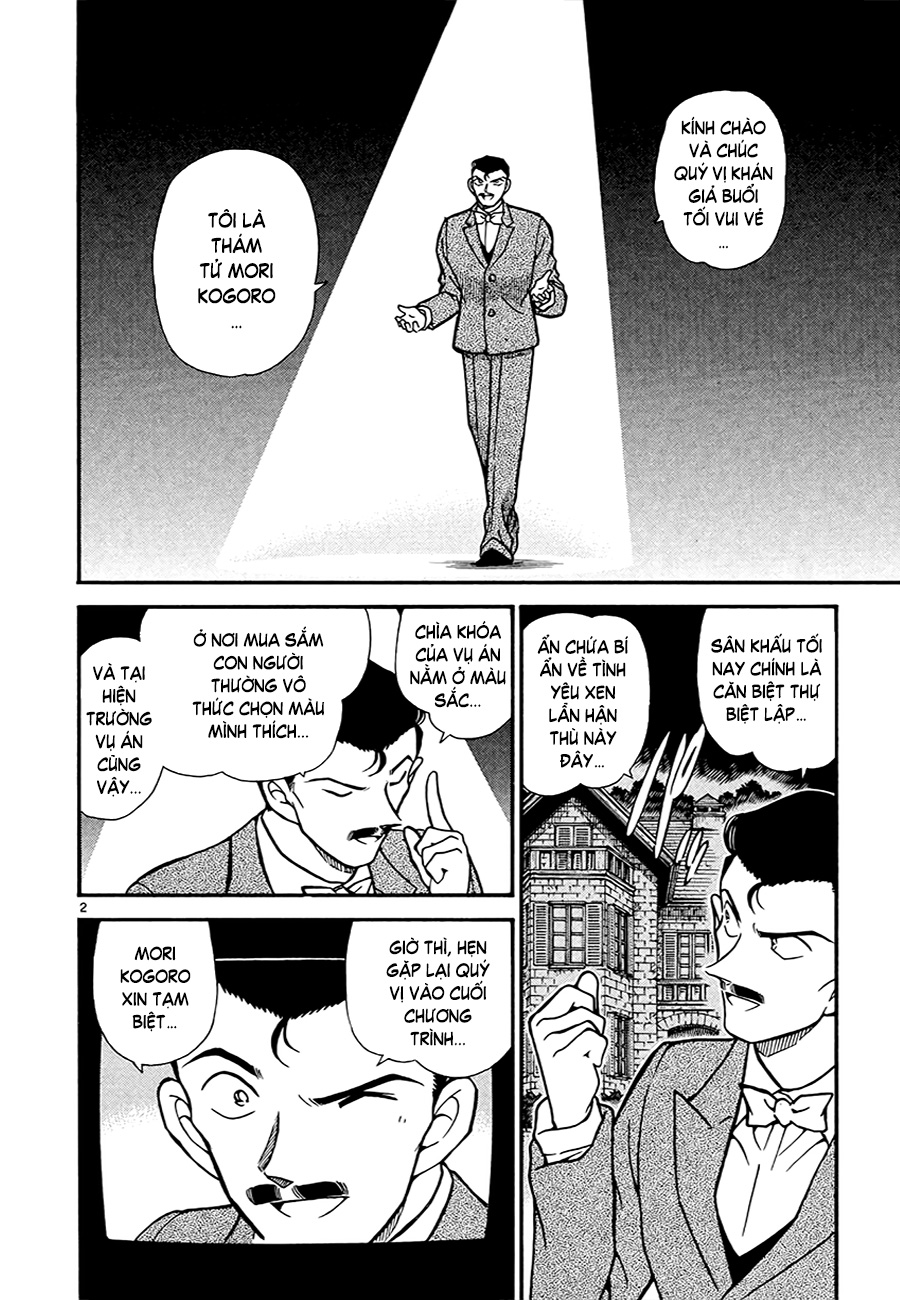 KÍNH CHÀO
VÀ CHÚC
QUÝ VỊ KHÁN
GIẢ BUỔI
TỐI VUI VẺ
...
TÔI LÀ
THÁM
TỬ MORI
KOGORO
...
SÂN KHẤU TỐI
NAY CHÍNH LÀ
CĂN BIỆT THỰ
BIỆT LẬP...
ẨN CHỨA BÍ
ẨN VỀ TÌNH
YÊU XEN
LẪN HẬN
THÙ NÀY
ĐÂY...
CHÌA KHÓA
CỦA VỤ ÁN
NẰM Ở MÀU
SẮC...
Ở NƠI MUA SẮM
CON NGƯỜI
THƯỜNG VÔ
THỨC CHỌN MÀU
MÌNH THÍCH...
VÀ TẠI
HIỆN
TRƯỜNG
VỤ ÁN
CŨNG
VẬY...
2
GIỜ THÌ, HẸN
GẶP LẠI QUÝ
VỊ VÀO CUỐI
CHƯƠNG
TRÌNH...
MORI
KOGORO
XIN TẠM
BIỆT...